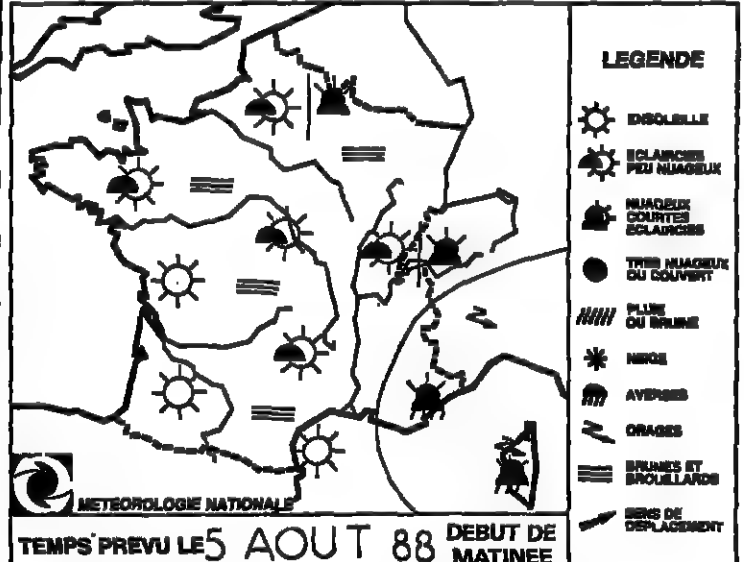 LEGENDE
ENSOLEILLE
ECLAIRCIES
PEU NUAGEUX
NUAGEUX
COURTES
ECLAIRCIES
TRES NUAGEUX
OU COUVERT
PLUIE
OU BRUINE
NEIGE
AVERSES
ORAGES
BRUMES ET
BROUILLARDS
SENS DE
DEPLACEMENT
METEOROLOGIE NATIONALE
TEMPS PREVU LE 5 AOUT 88 DEBUT DE
MATINEE